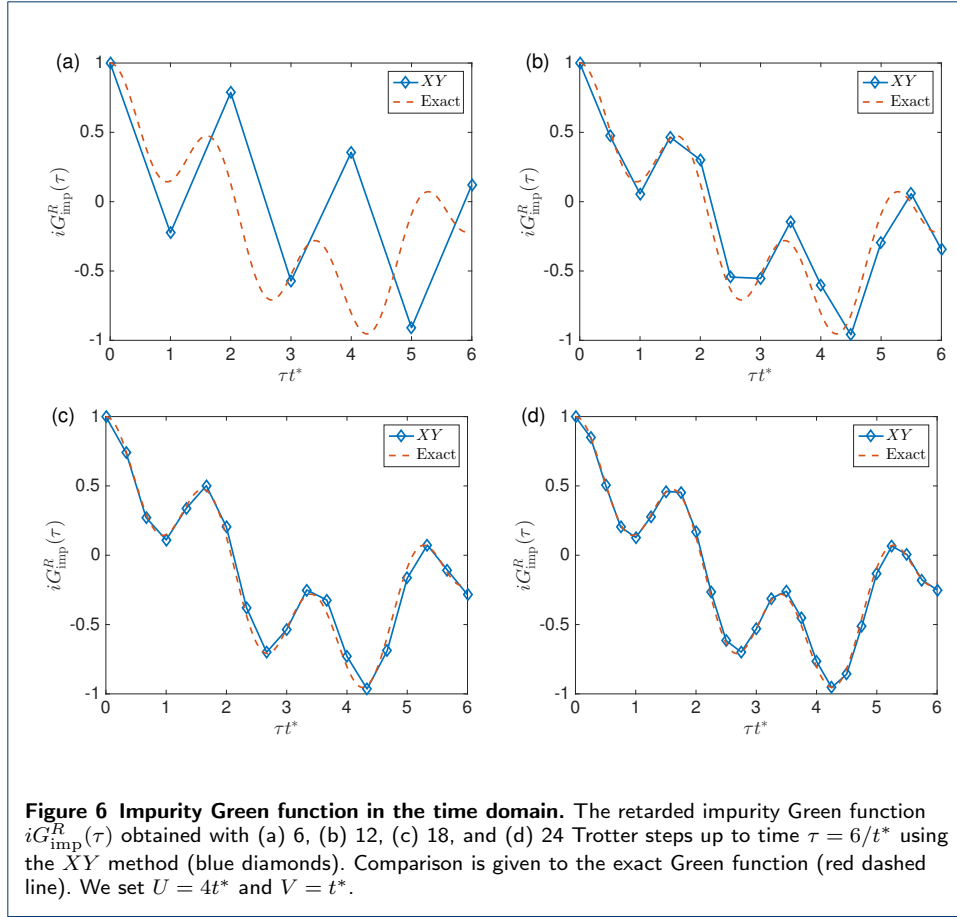 (a)
1
0.5
0
-0.5
-1
iG^R_imp(τ)
0 1 2 3 4 5 6
τt*
XY
Exact
(b)
1
0.5
0
-0.5
-1
iG^R_imp(τ)
0 1 2 3 4 5 6
τt*
XY
Exact
(c)
1
0.5
0
-0.5
-1
iG^R_imp(τ)
0 1 2 3 4 5 6
τt*
XY
Exact
(d)
1
0.5
0
-0.5
-1
iG^R_imp(τ)
0 1 2 3 4 5 6
τt*
XY
Exact
Figure 6 Impurity Green function in the time domain. The retarded impurity Green function
iG^R_imp(τ) obtained with (a) 6, (b) 12, (c) 18, and (d) 24 Trotter steps up to time τ = 6/t* using
the XY method (blue diamonds). Comparison is given to the exact Green function (red dashed
line). We set U = 4t* and V = t*.